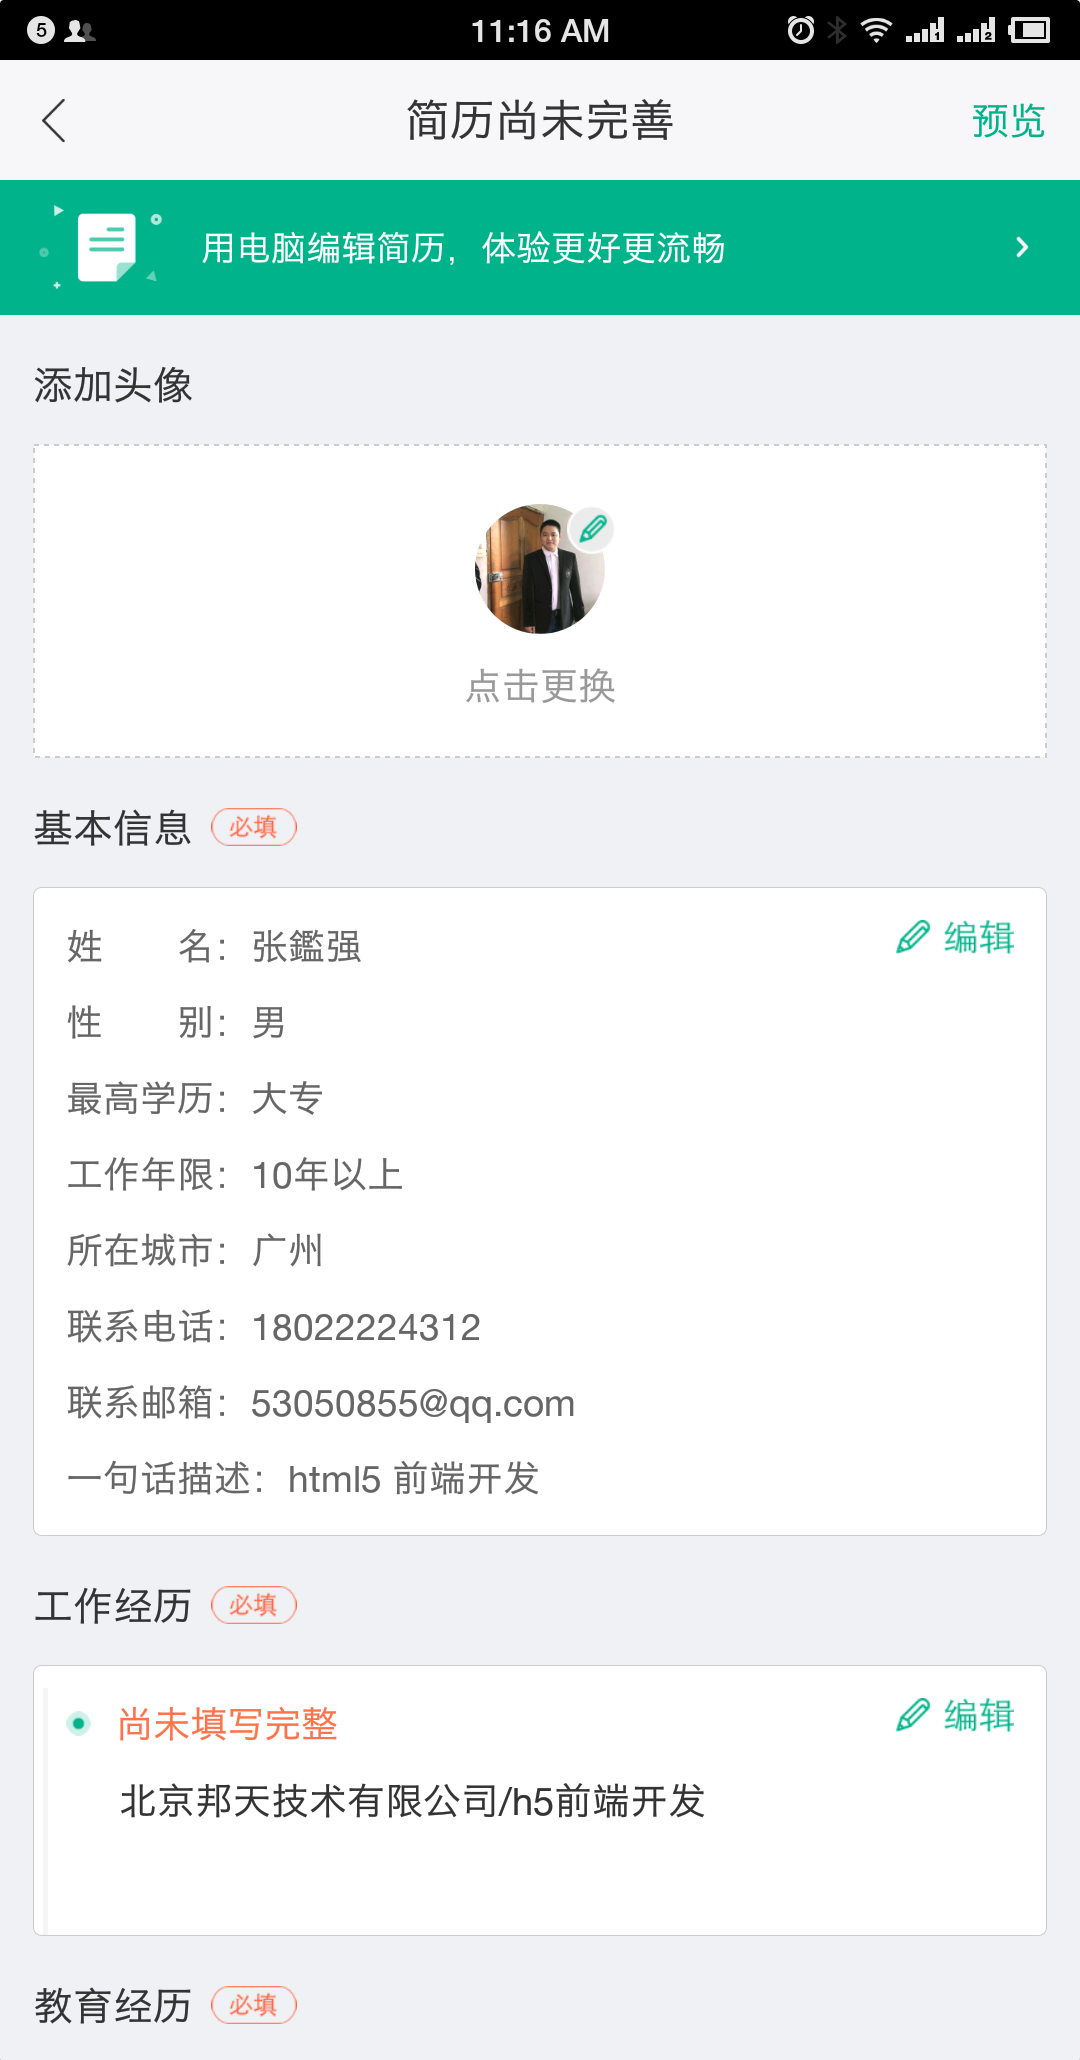 5
11:16 AM
1
2
简历尚未完善
预览
用电脑编辑简历，体验更好更流畅
添加头像
点击更换
基本信息 必填
姓 名：张鑑强
编辑
性 别：男
最高学历：大专
工作年限：10年以上
所在城市：广州
联系电话：18022224312
联系邮箱：53050855@qq.com
一句话描述：html5 前端开发
工作经历 必填
尚未填写完整
编辑
北京邦天技术有限公司/h5前端开发
教育经历 必填